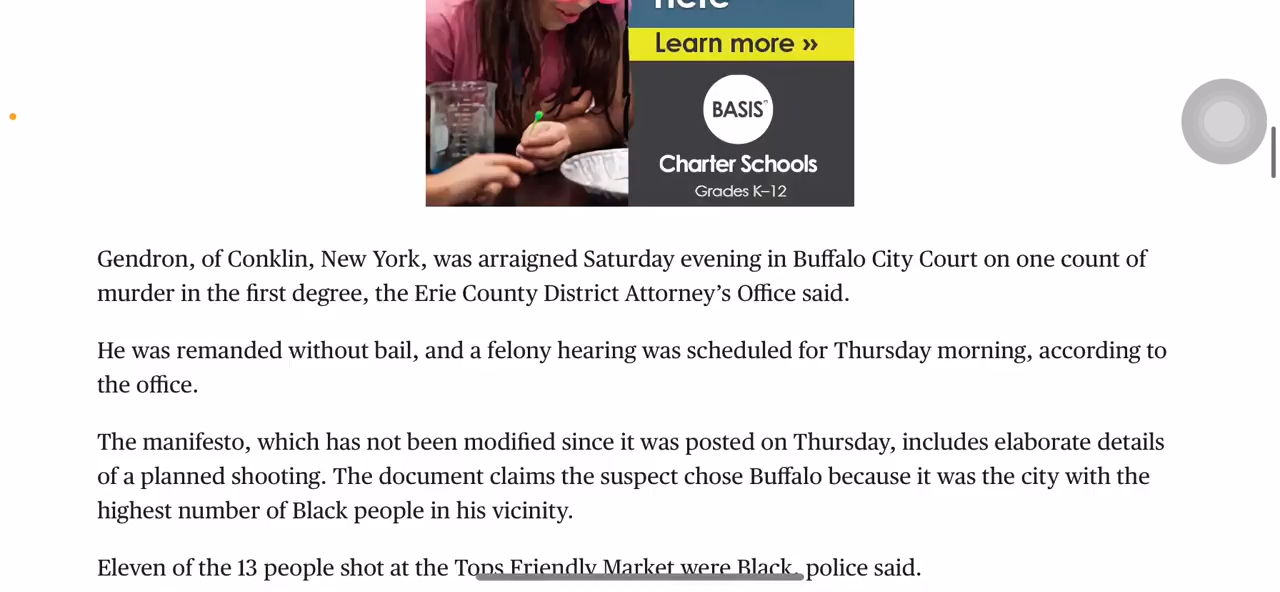 Learn more »
BASIS
Charter Schools
Grades K–12
Gendron, of Conklin, New York, was arraigned Saturday evening in Buffalo City Court on one count of
murder in the first degree, the Erie County District Attorney’s Office said.
He was remanded without bail, and a felony hearing was scheduled for Thursday morning, according to
the office.
The manifesto, which has not been modified since it was posted on Thursday, includes elaborate details
of a planned shooting. The document claims the suspect chose Buffalo because it was the city with the
highest number of Black people in his vicinity.
Eleven of the 13 people shot at the Tops Friendly Market were Black, police said.